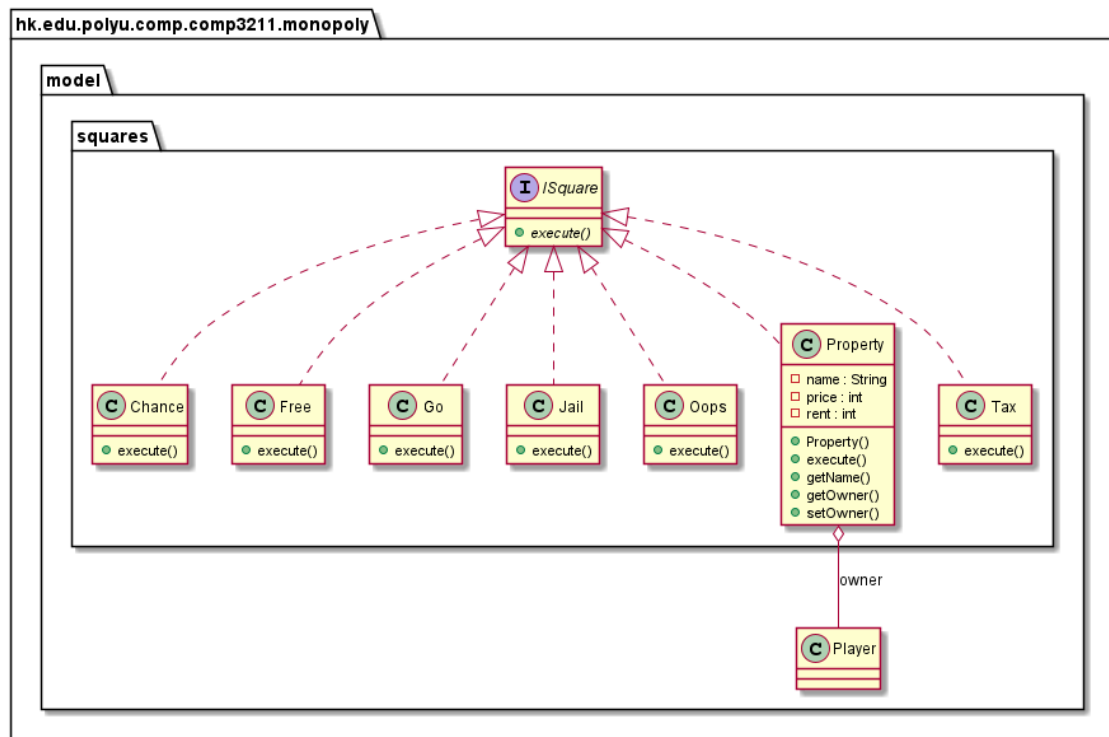 hk.edu.polyu.comp.comp3211.monopoly
model
squares
I ISquare
execute()
C Chance
execute()
C Free
execute()
C Go
execute()
C Jail
execute()
C Oops
execute()
C Property
name : String
price : int
rent : int
Property()
execute()
getName()
getOwner()
setOwner()
C Tax
execute()
owner
C Player